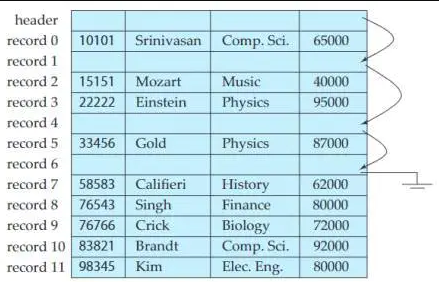 header
record 0 10101 Srinivasan Comp. Sci. 65000
record 1
record 2 15151 Mozart Music 40000
record 3 22222 Einstein Physics 95000
record 4
record 5 33456 Gold Physics 87000
record 6
record 7 58583 Califieri History 62000
record 8 76543 Singh Finance 80000
record 9 76766 Crick Biology 72000
record 10 83821 Brandt Comp. Sci. 92000
record 11 98345 Kim Elec. Eng. 80000